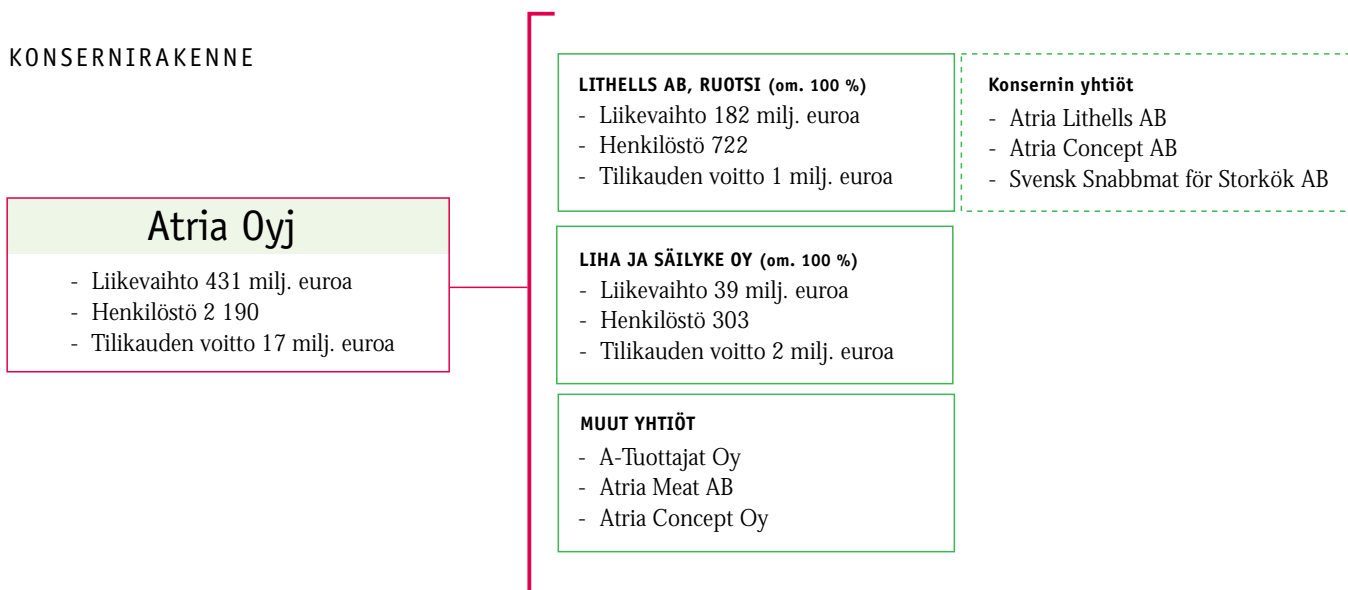 KONSERNIRAKENNE
Atria Oyj
- Liikevaihto 431 milj. euroa
- Henkilöstö 2 190
- Tilikauden voitto 17 milj. euroa
LITHELLS AB, RUOTSI (om. 100 %)
- Liikevaihto 182 milj. euroa
- Henkilöstö 722
- Tilikauden voitto 1 milj. euroa
Konsernin yhtiöt
- Atria Lithells AB
- Atria Concept AB
- Svensk Snabbmat för Storkök AB
LIHA JA SÄILYKE OY (om. 100 %)
- Liikevaihto 39 milj. euroa
- Henkilöstö 303
- Tilikauden voitto 2 milj. euroa
MUUT YHTIÖT
- A-Tuottajat Oy
- Atria Meat AB
- Atria Concept Oy